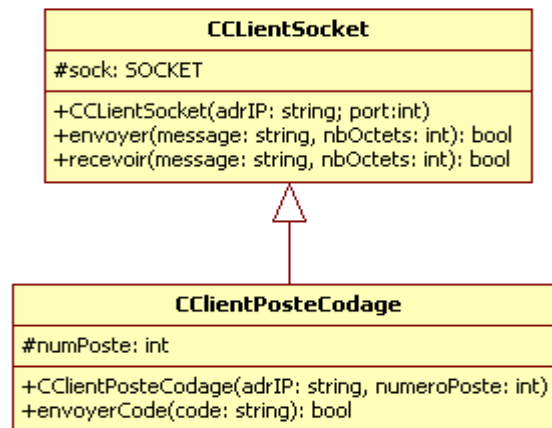 CCLientSocket
#sock: SOCKET
+CCLientSocket(adrIP: string; port:int)
+envoyer(message: string, nbOctets: int): bool
+recevoir(message: string, nbOctets: int): bool
CClientPosteCodage
#numPoste: int
+CClientPosteCodage(adrIP: string, numeroPoste: int)
+envoyerCode(code: string): bool